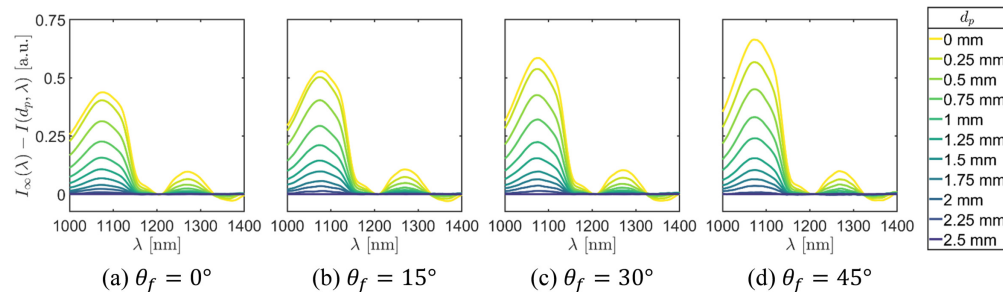 0.75
0.5
0.25
0
I∞(λ) − I(dp, λ) [a.u.]
1000 1100 1200 1300 1400
λ [nm]
(a) θf = 0°
1000 1100 1200 1300 1400
λ [nm]
(b) θf = 15°
1000 1100 1200 1300 1400
λ [nm]
(c) θf = 30°
1000 1100 1200 1300 1400
λ [nm]
(d) θf = 45°
dp
0 mm
0.25 mm
0.5 mm
0.75 mm
1 mm
1.25 mm
1.5 mm
1.75 mm
2 mm
2.25 mm
2.5 mm